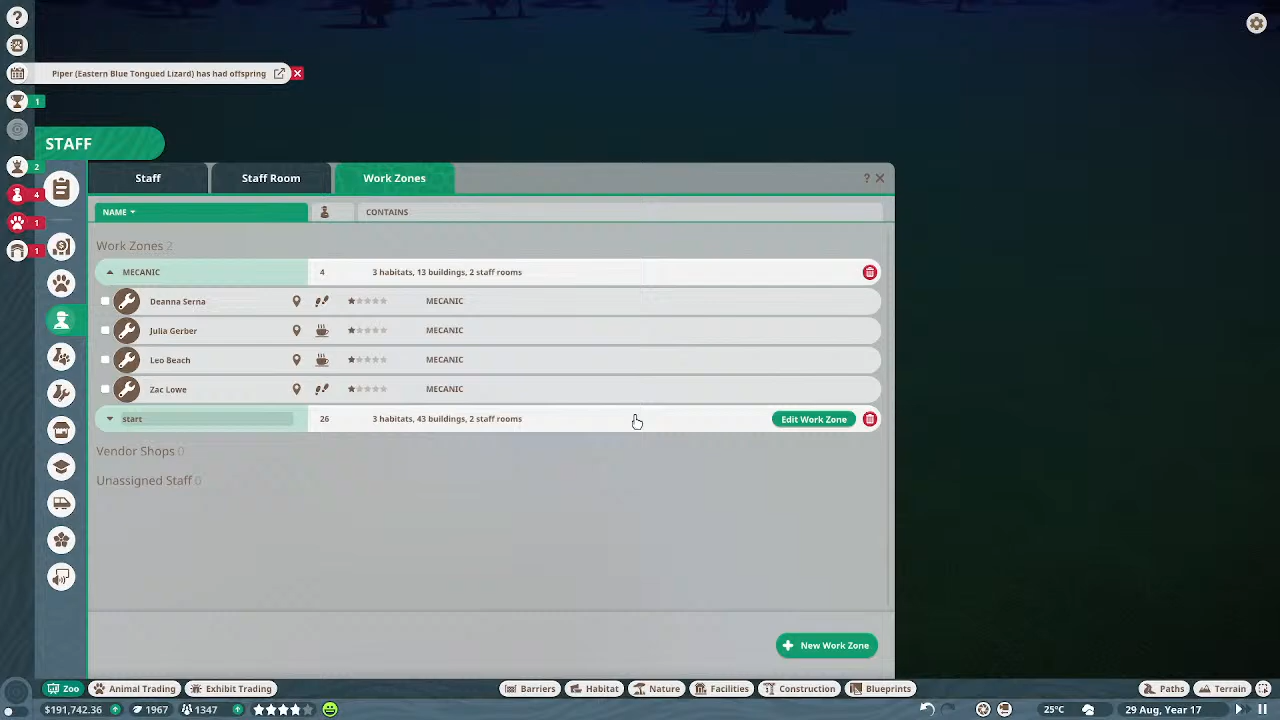 ?
Piper (Eastern Blue Tongued Lizard) has had offspring
1
STAFF
2
4
1
1
Staff
Staff Room
Work Zones
?
NAME
CONTAINS
Work Zones 2
MECANIC 4 3 habitats, 13 buildings, 2 staff rooms
Deanna Serna MECANIC
Julia Gerber MECANIC
Leo Beach MECANIC
Zac Lowe MECANIC
start 26 3 habitats, 43 buildings, 2 staff rooms Edit Work Zone
Vendor Shops 0
Unassigned Staff 0
New Work Zone
Zoo Animal Trading Exhibit Trading Barriers Habitat Nature Facilities Construction Blueprints Paths Terrain
$191,742.36 1967 1347 25°C 29 Aug, Year 17